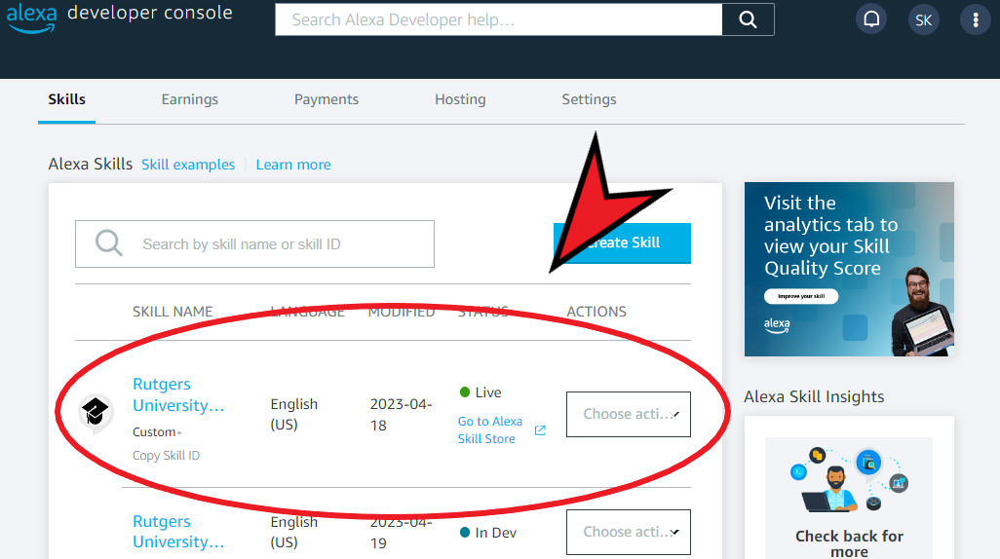 alexa developer console
Search Alexa Developer help...
SK
Skills Earnings Payments Hosting Settings
Alexa Skills Skill examples Learn more
Search by skill name or skill ID
Create Skill
SKILL NAME LANGUAGE MODIFIED STATUS ACTIONS
Rutgers
University...
Custom
Copy Skill ID
English
(US)
2023-04-
18
Live
Go to Alexa
Skill Store
Choose acti...
Rutgers
University...
English
(US)
2023-04-
19
In Dev
Choose acti...
Visit the
analytics tab to
view your Skill
Quality Score
Improve your skill
alexa
Alexa Skill Insights
Check back for
more